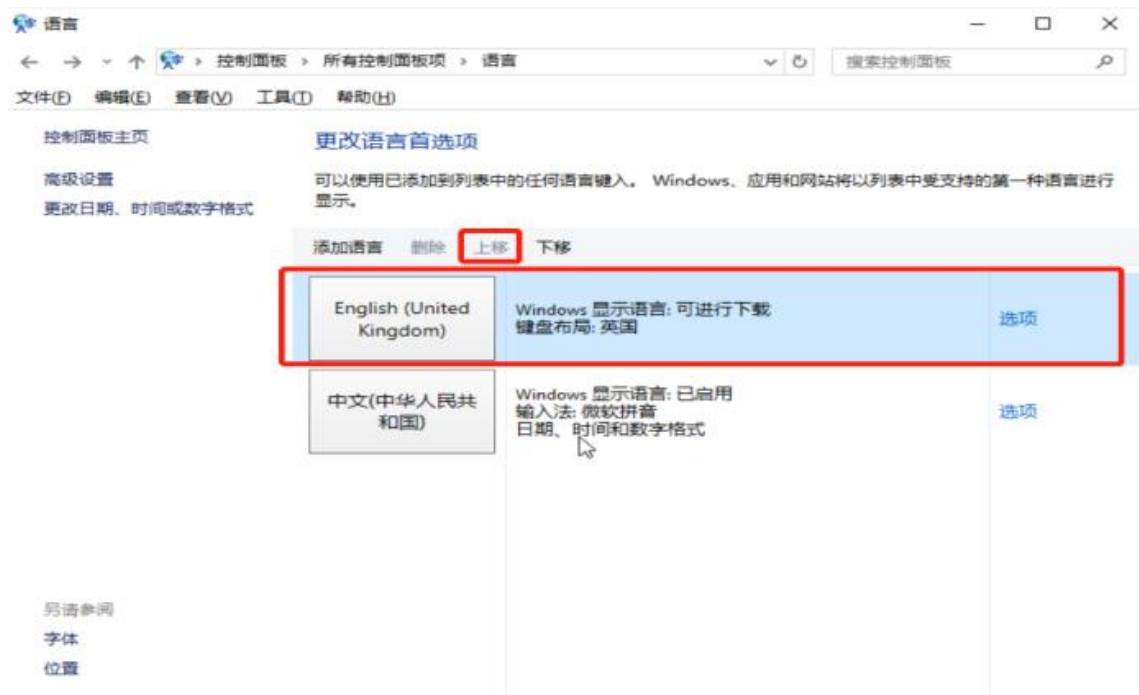 语言
控制面板 › 所有控制面板项 › 语言
搜索控制面板
文件(F) 编辑(E) 查看(V) 工具(T) 帮助(H)
控制面板主页
高级设置
更改日期、时间或数字格式
更改语言首选项
可以使用已添加到列表中的任何语言键入。 Windows、应用和网站将以列表中受支持的第一种语言进行
显示。
添加语言 删除 上移 下移
English (United
Kingdom)
Windows 显示语言: 可进行下载
键盘布局: 英国
选项
中文(中华人民共
和国)
Windows 显示语言: 已启用
输入法: 微软拼音
日期、时间和数字格式
选项
另请参阅
字体
位置